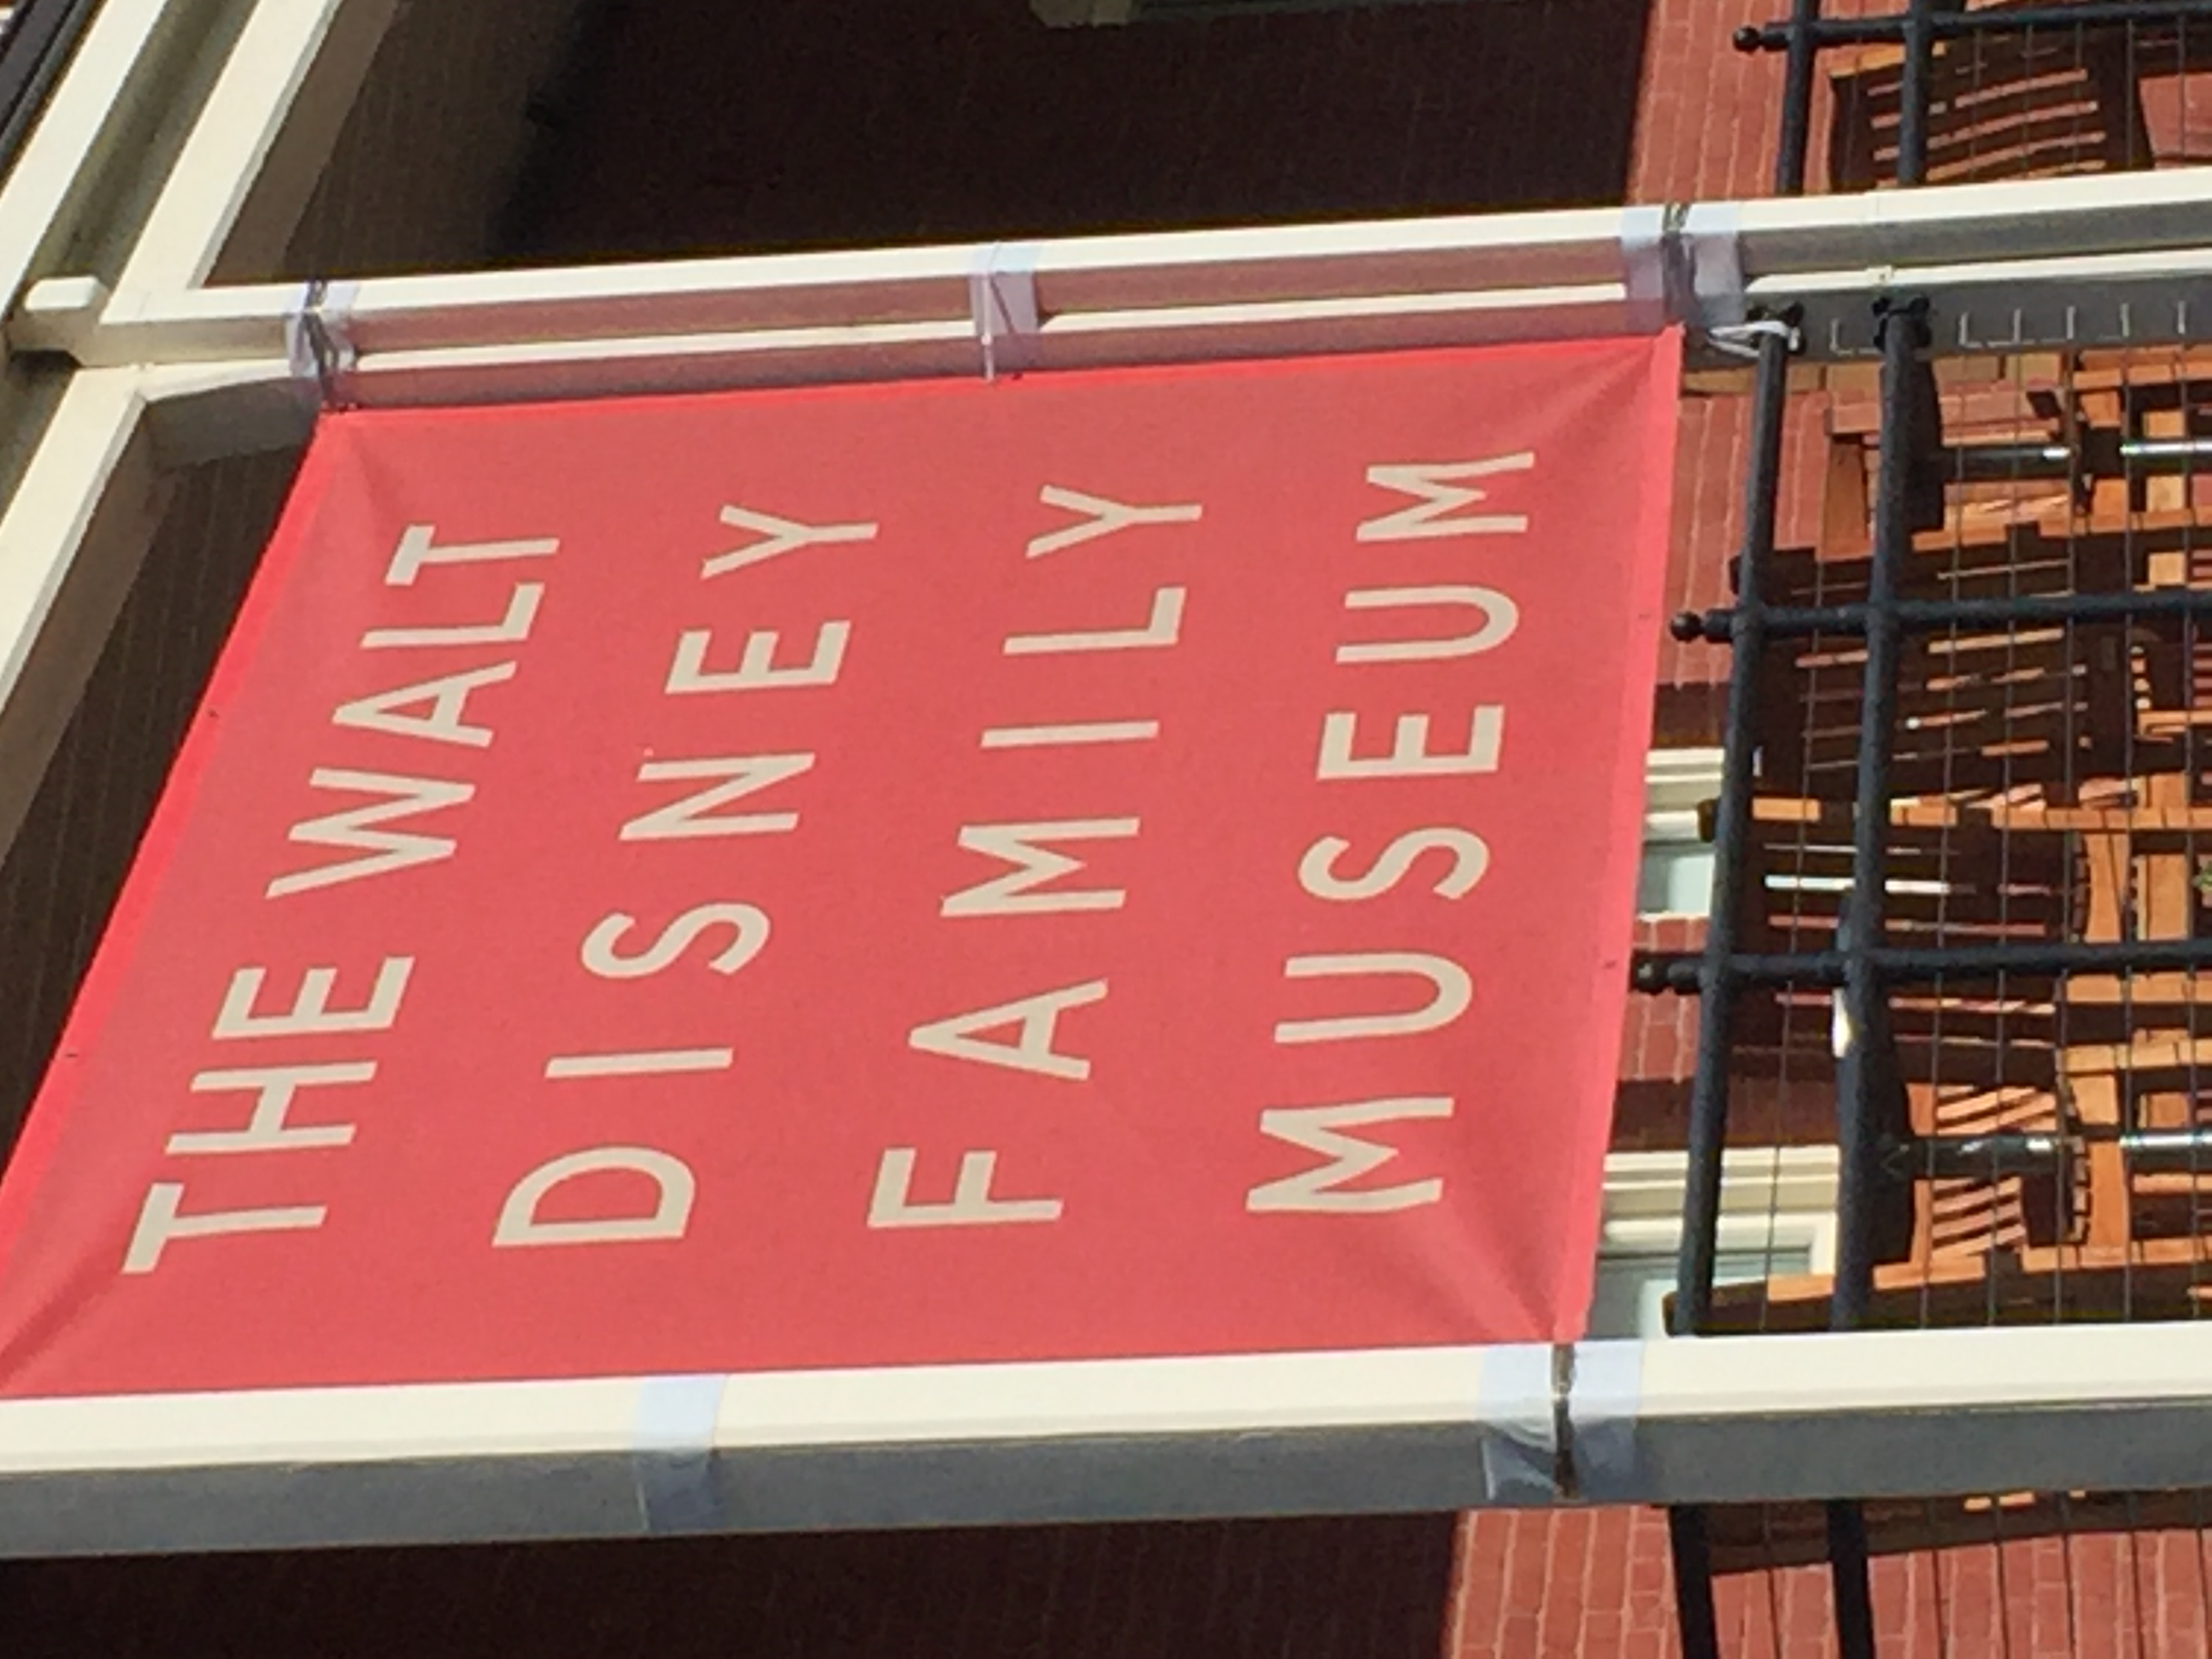 THE WALT
DISNEY
FAMILY
MUSEUM